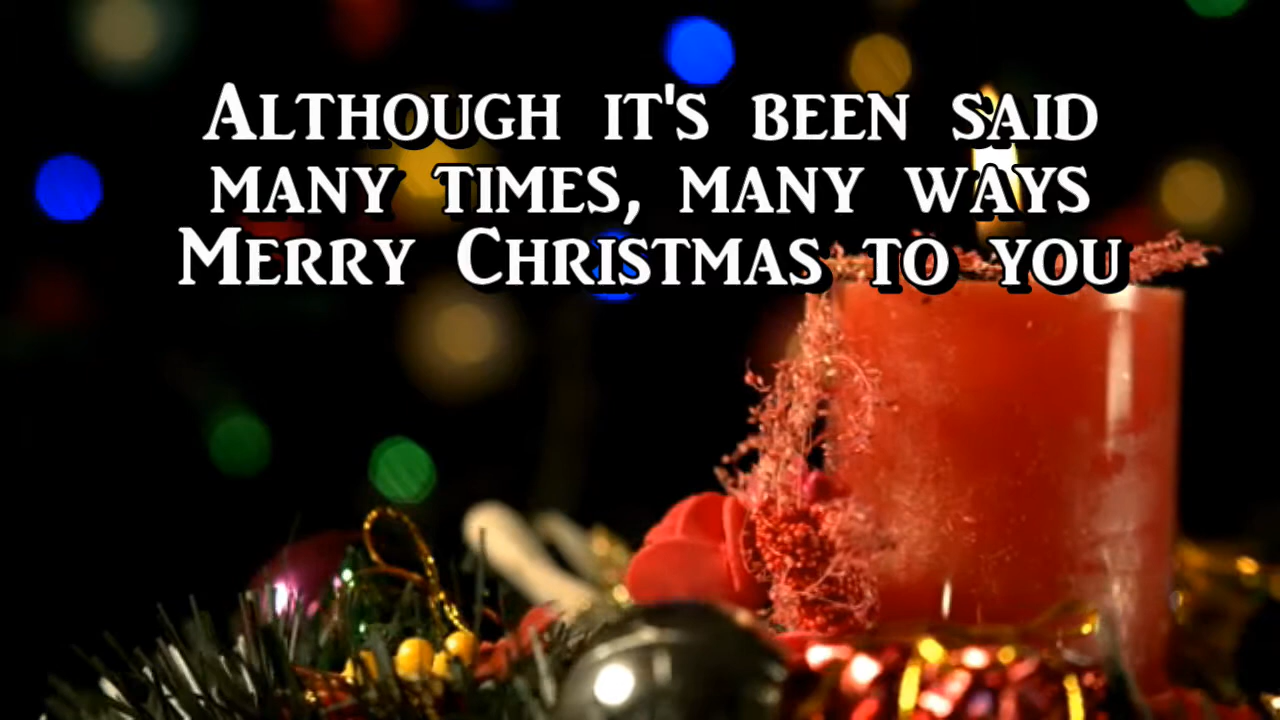 Although it's been said
many times, many ways
Merry Christmas to you